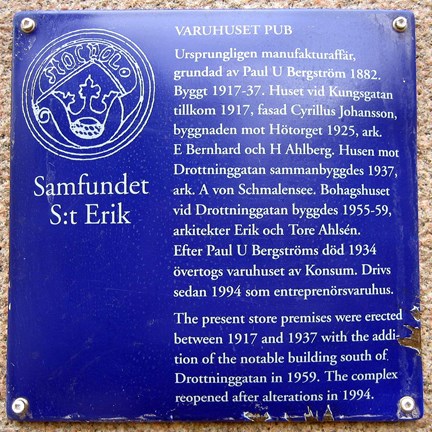 VARUHUSET PUB
Ursprungligen manufakturaffär,
grundad av Paul U Bergström 1882.
Byggt 1917-37. Huset vid Kungsgatan
tillkom 1917, fasad Cyrillus Johansson,
byggnaden mot Hötorget 1925, ark.
E Bernhard och H Ahlberg. Husen mot
Drottninggatan sammanbyggdes 1937,
ark. A von Schmalensee. Bohagshuset
vid Drottninggatan byggdes 1955-59,
arkitekter Erik och Tore Ahlsén.
Efter Paul U Bergströms död 1934
övertogs varuhuset av Konsum. Drivs
sedan 1994 som entreprenörsvaruhus.
The present store premises were erected
between 1917 and 1937 with the addi-
tion of the notable building south of
Drottninggatan in 1959. The complex
reopened after alterations in 1994.
Samfundet
S:t Erik